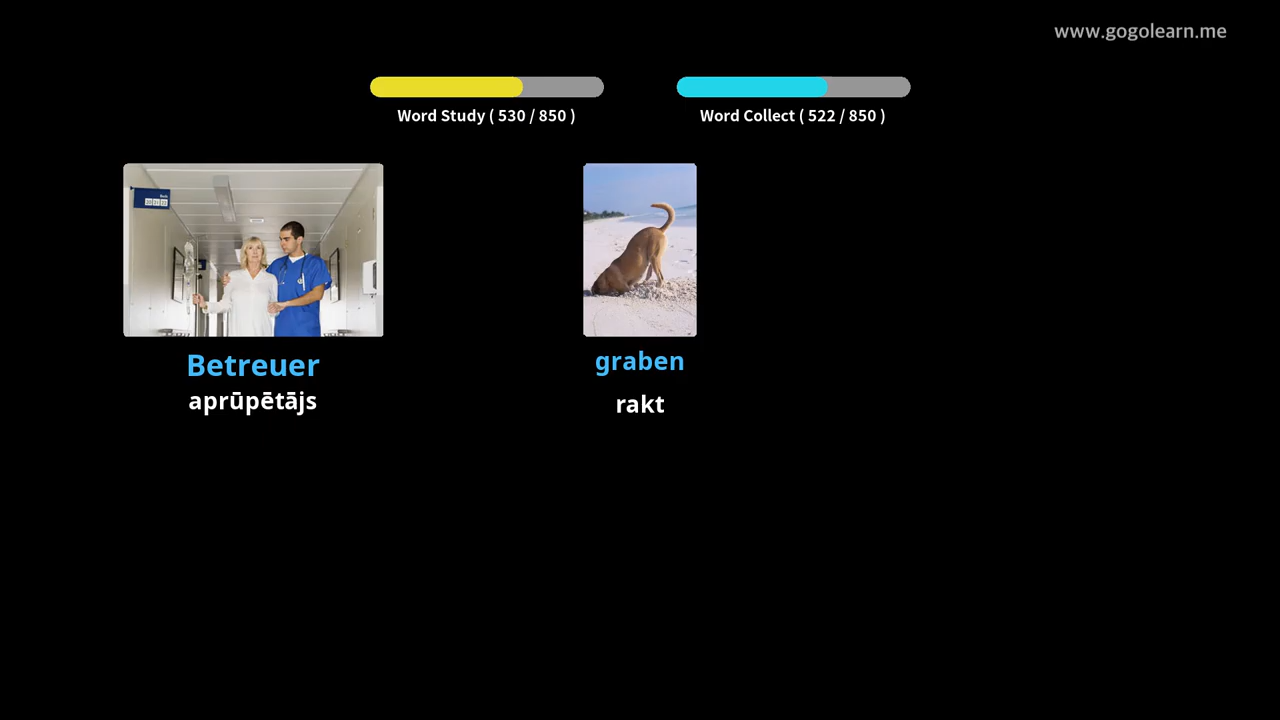 www.gogolearn.me
Word Study ( 530 / 850 )
Word Collect ( 522 / 850 )
Betreuer
aprūpētājs
graben
rakt